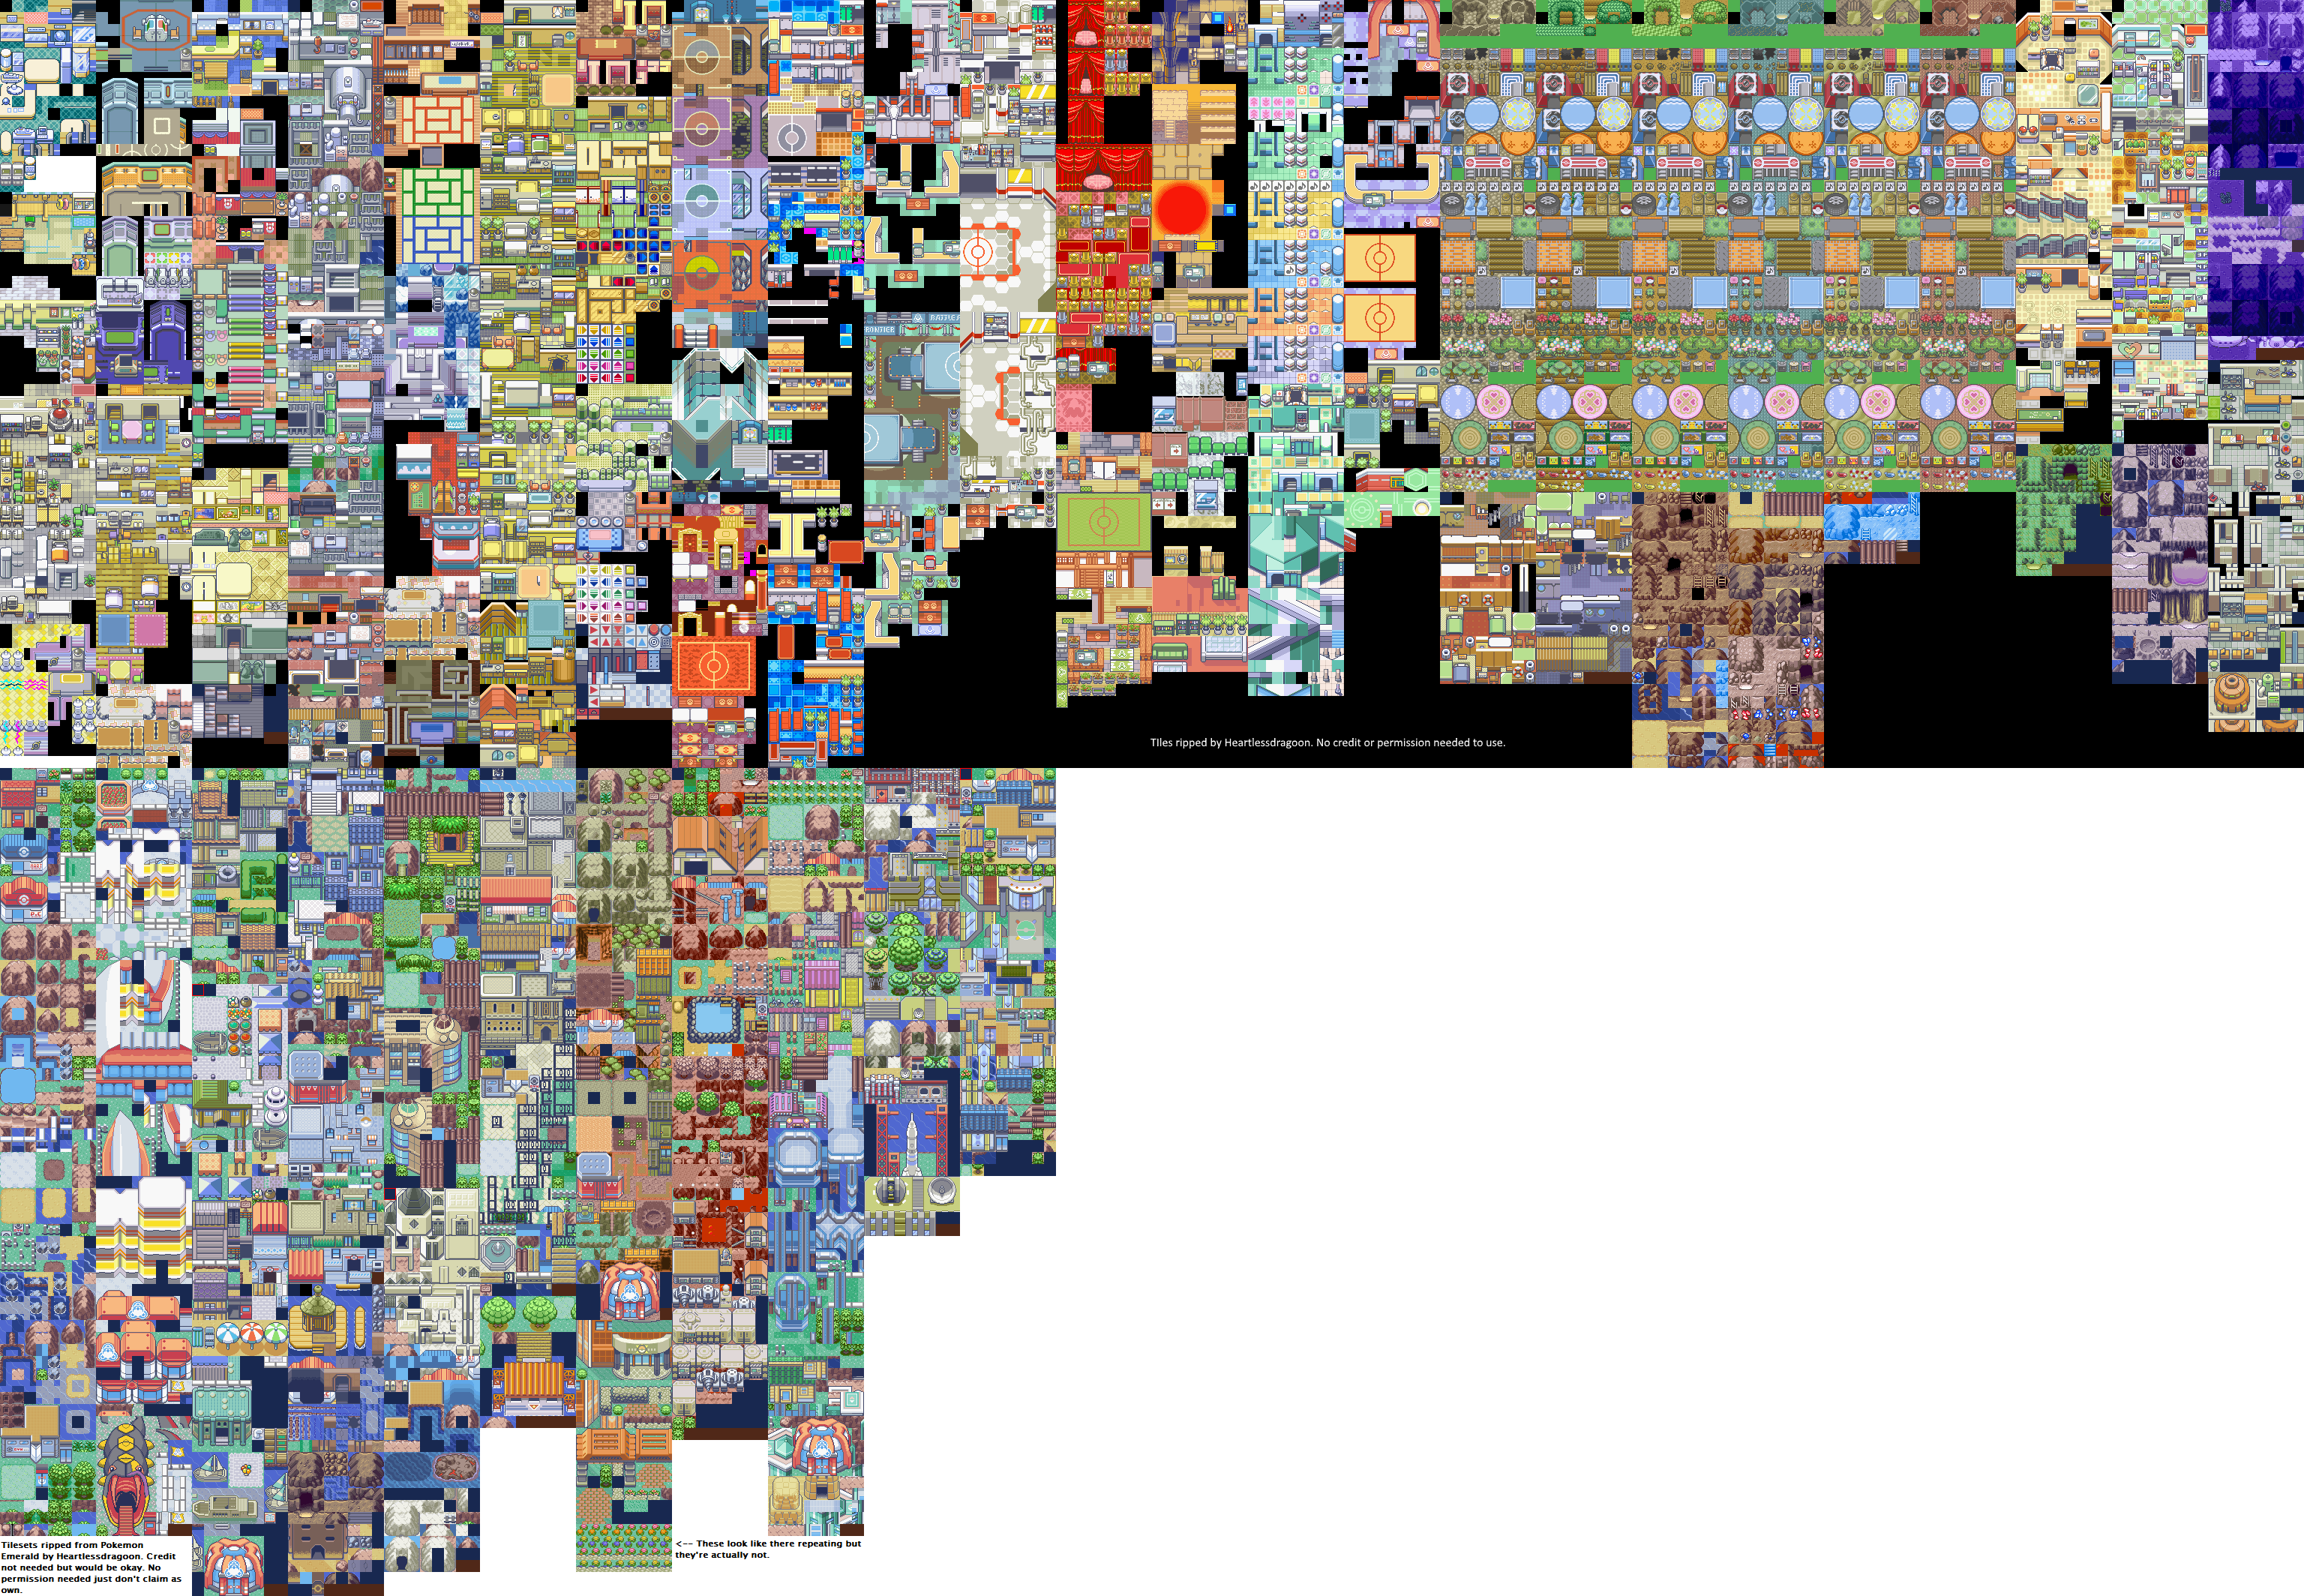 FRONTIER
BATTLE F
TIles ripped by Heartlessdragoon. No credit or permission needed to use.
Tilesets ripped from Pokemon
Emerald by Heartlessdragoon. Credit
not needed but would be okay. No
permission needed just don't claim as
own.
<-- These look like there repeating but
they're actually not.